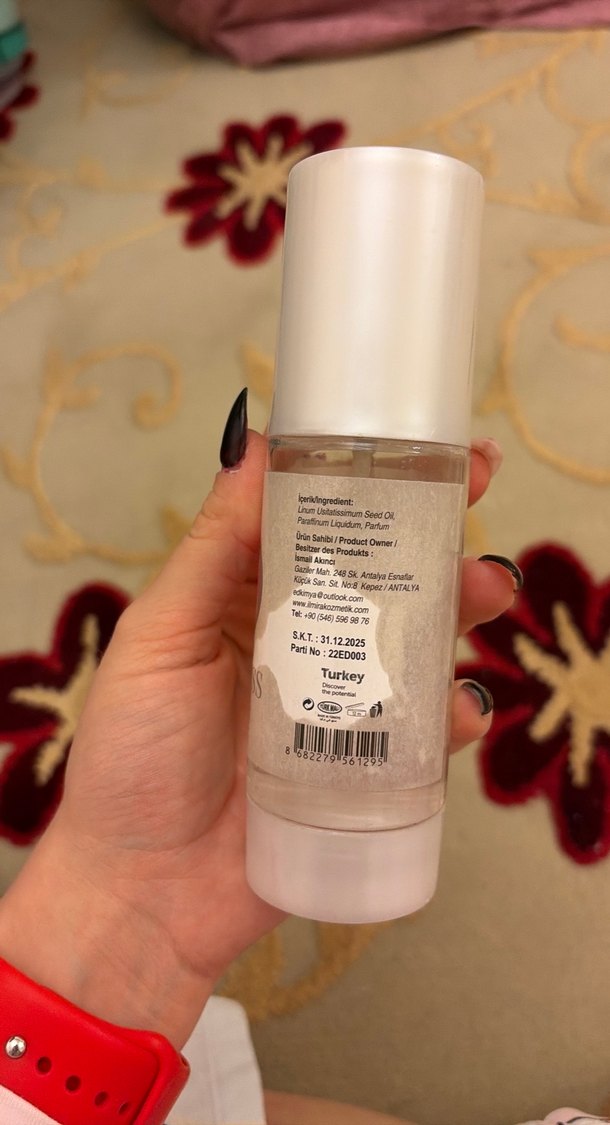 İçerik/Ingredient:
Linum Usitatissimum Seed Oil,
Paraffinum Liquidum, Parfum
Ürün Sahibi / Product Owner /
Besitzer des Produkts :
İsmail Akıncı
Gaziler Mah. 248 Sk. Antalya Esnaflar
Küçük San. Sit. No:8 Kepez / ANTALYA
edkimya@outlook.com
www.ilmirakozmetik.com
Tel: +90 (546) 596 98 76
S.K.T. : 31.12.2025
Parti No : 22ED003
Turkey
Discover
the potential
12 m
8 682279 561295